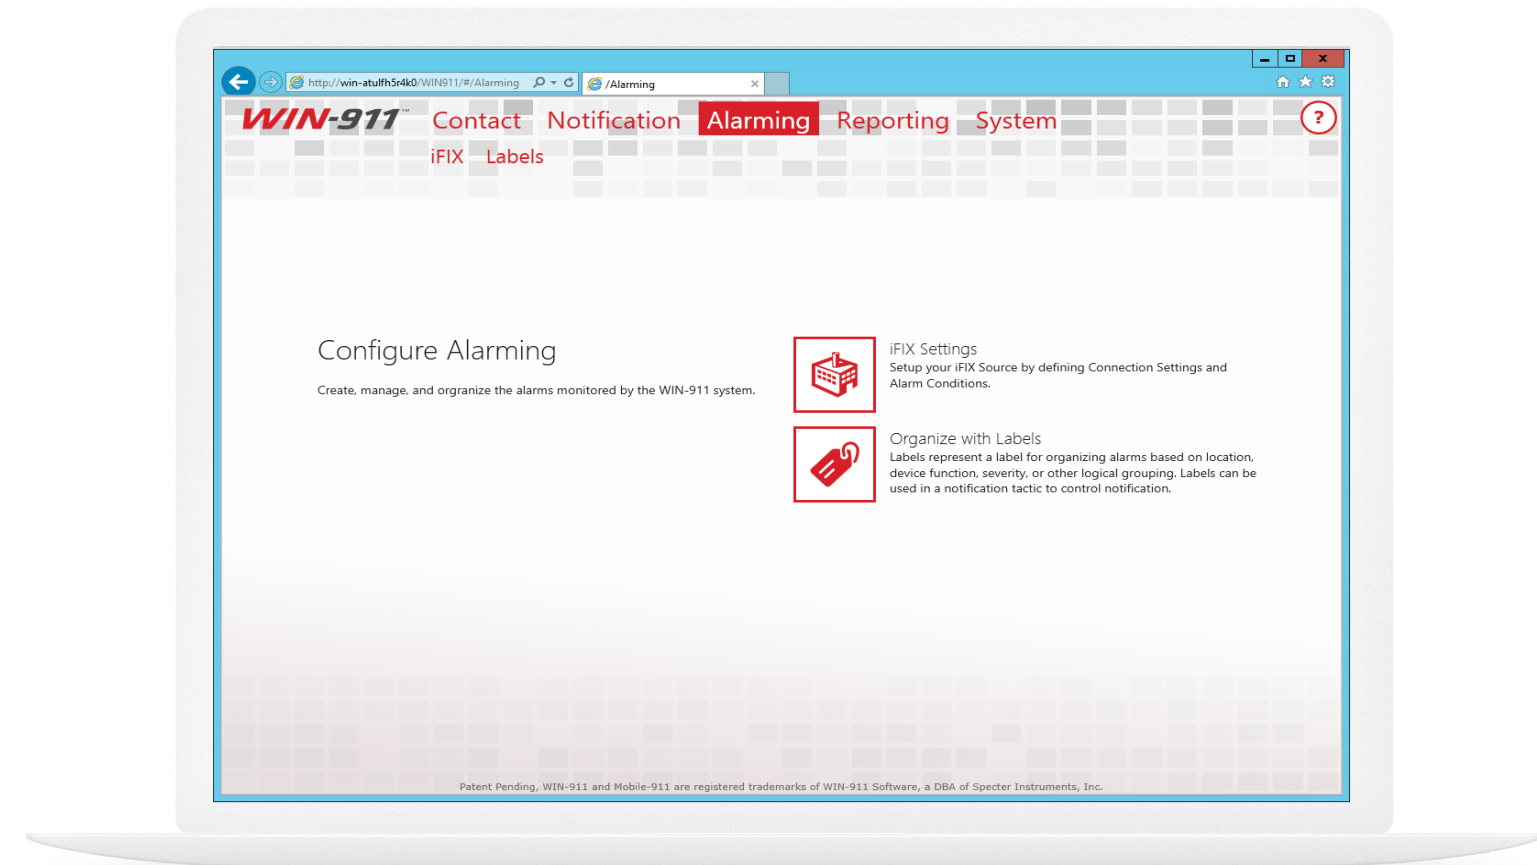 http://win-atulfh5r4k0/WIN911/#/Alarming
/Alarming
WIN-911™ Contact Notification Alarming Reporting System ?
iFIX Labels
Configure Alarming
Create, manage, and orgranize the alarms monitored by the WIN-911 system.
iFIX Settings
Setup your iFIX Source by defining Connection Settings and
Alarm Conditions.
Organize with Labels
Labels represent a label for organizing alarms based on location,
device function, severity, or other logical grouping. Labels can be
used in a notification tactic to control notification.
Patent Pending, WIN-911 and Mobile-911 are registered trademarks of WIN-911 Software, a DBA of Specter Instruments, Inc.